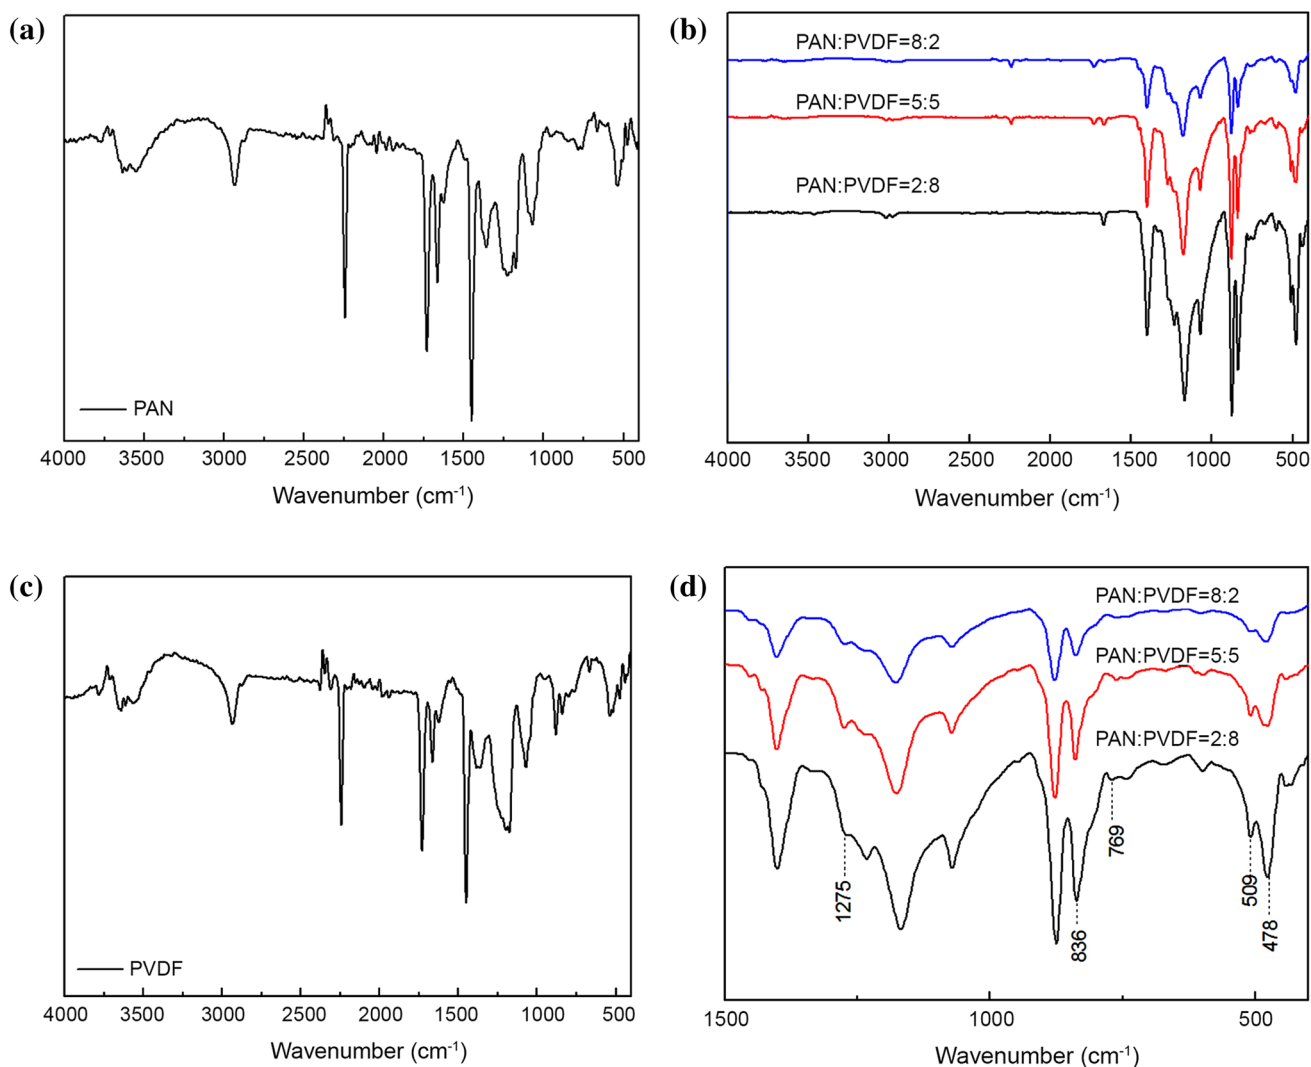 (a)
PAN
4000 3500 3000 2500 2000 1500 1000 500
Wavenumber (cm⁻¹)
(b)
PAN:PVDF=8:2
PAN:PVDF=5:5
PAN:PVDF=2:8
4000 3500 3000 2500 2000 1500 1000 500
Wavenumber (cm⁻¹)
(c)
PVDF
4000 3500 3000 2500 2000 1500 1000 500
Wavenumber (cm⁻¹)
(d)
PAN:PVDF=8:2
PAN:PVDF=5:5
PAN:PVDF=2:8
1275
836
769
509
478
1500 1000 500
Wavenumber (cm⁻¹)